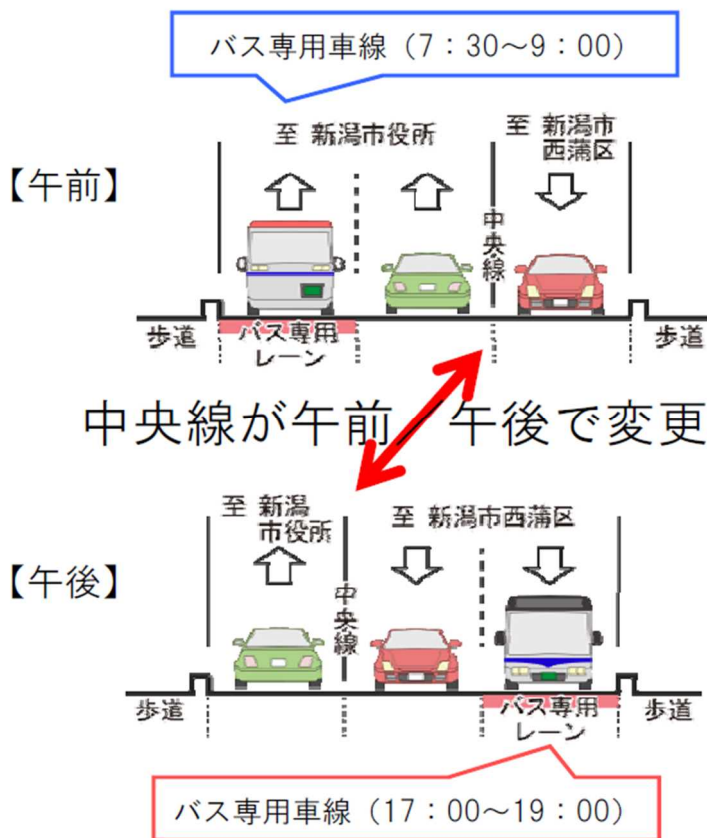 バス専用車線（7：30～9：00）
至 新潟市役所
至 新潟市
西蒲区
【午前】
中央線
歩道
バス専用
レーン
歩道
中央線が午前／午後で変更
至 新潟
市役所
至 新潟市西蒲区
【午後】
中央線
歩道
バス専用
レーン
歩道
バス専用車線（17：00～19：00）